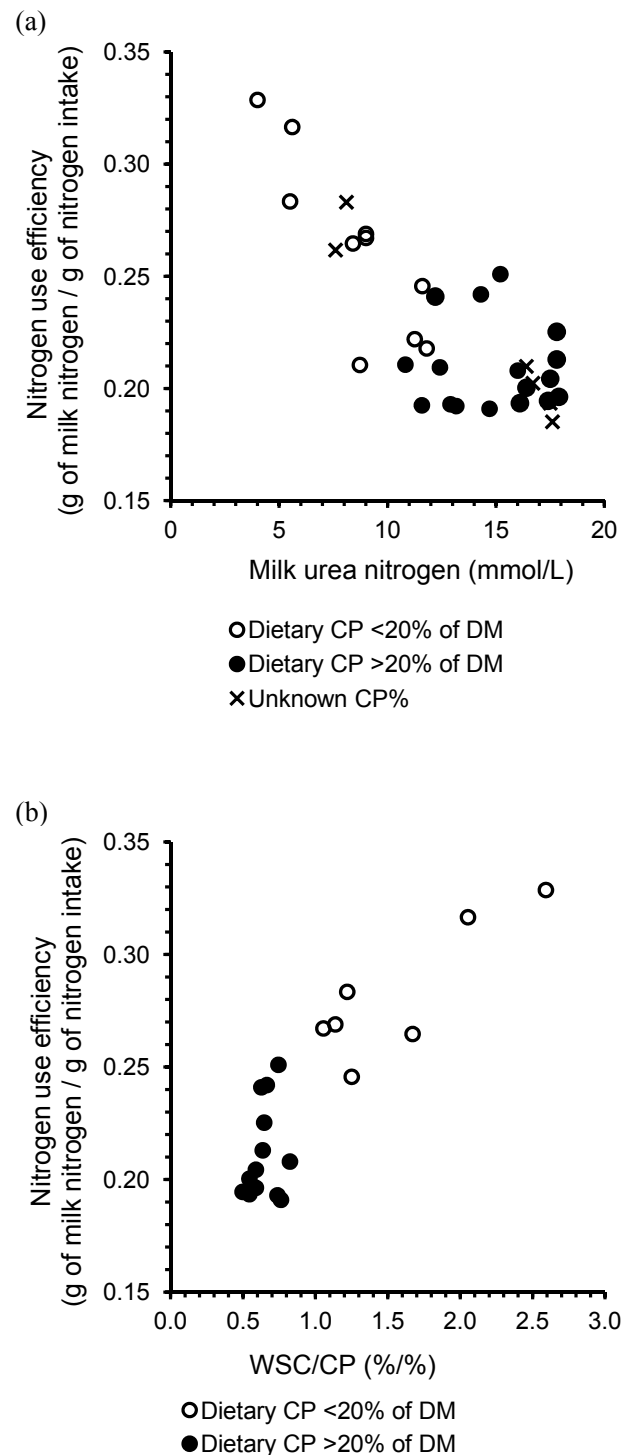 (a)
Nitrogen use efficiency
(g of milk nitrogen / g of nitrogen intake)
0.35
0.30
0.25
0.20
0.15
0 5 10 15 20
Milk urea nitrogen (mmol/L)
Dietary CP <20% of DM
Dietary CP >20% of DM
Unknown CP%
(b)
Nitrogen use efficiency
(g of milk nitrogen / g of nitrogen intake)
0.35
0.30
0.25
0.20
0.15
0.0 0.5 1.0 1.5 2.0 2.5 3.0
WSC/CP (%/%)
Dietary CP <20% of DM
Dietary CP >20% of DM